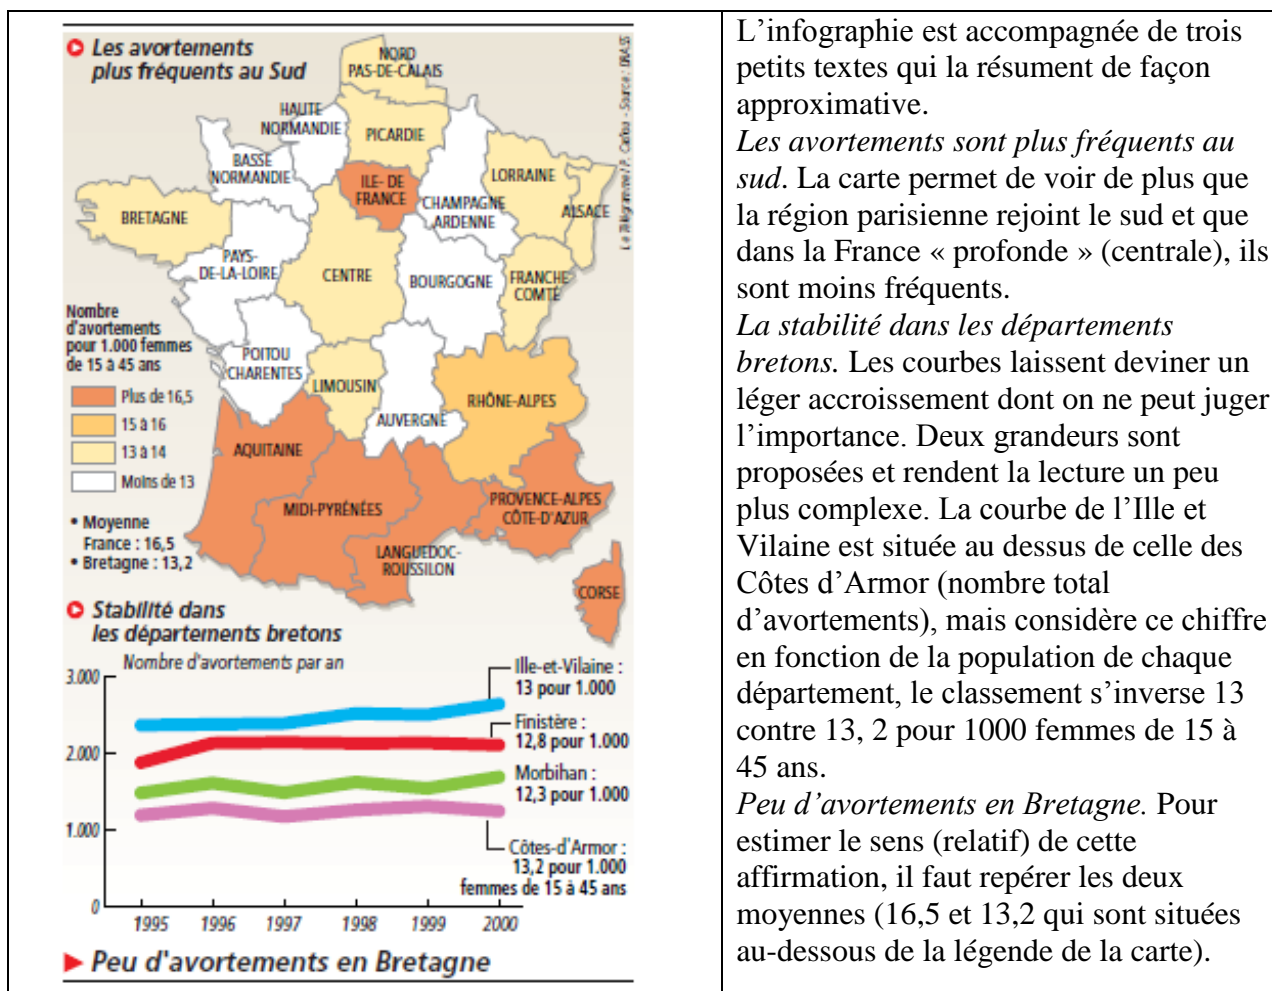 Les avortements
plus fréquents au Sud
NORD
PAS-DE-CALAIS
HAUTE
NORMANDIE
PICARDIE
BASSE
NORMANDIE
ILE- DE
FRANCE
LORRAINE
CHAMPAGNE
ARDENNE
ALSACE
BRETAGNE
PAYS-
DE-LA-LOIRE
CENTRE
BOURGOGNE
FRANCHE
COMTÉ
Nombre
d'avortements
pour 1.000 femmes
de 15 à 45 ans
Plus de 16,5
15 à 16
13 à 14
Moins de 13
POITOU
CHARENTES
LIMOUSIN
AUVERGNE
RHÔNE-ALPES
AQUITAINE
MIDI-PYRÉNÉES
PROVENCE-ALPES
CÔTE-D'AZUR
LANGUEDOC-
ROUSSILON
CORSE
• Moyenne
France : 16,5
• Bretagne : 13,2
Le Télégramme / P. Cadiou - Source : DRASS
Stabilité dans
les départements bretons
Nombre d'avortements par an
3.000
2.000
1.000
0
1995 1996 1997 1998 1999 2000
Ille-et-Vilaine :
13 pour 1.000
Finistère :
12,8 pour 1.000
Morbihan :
12,3 pour 1.000
Côtes-d'Armor :
13,2 pour 1.000
femmes de 15 à 45 ans
Peu d'avortements en Bretagne
L’infographie est accompagnée de trois
petits textes qui la résument de façon
approximative.
Les avortements sont plus fréquents au
sud. La carte permet de voir de plus que
la région parisienne rejoint le sud et que
dans la France « profonde » (centrale), ils
sont moins fréquents.
La stabilité dans les départements
bretons. Les courbes laissent deviner un
léger accroissement dont on ne peut juger
l’importance. Deux grandeurs sont
proposées et rendent la lecture un peu
plus complexe. La courbe de l’Ille et
Vilaine est située au dessus de celle des
Côtes d’Armor (nombre total
d’avortements), mais considère ce chiffre
en fonction de la population de chaque
département, le classement s’inverse 13
contre 13, 2 pour 1000 femmes de 15 à
45 ans.
Peu d’avortements en Bretagne. Pour
estimer le sens (relatif) de cette
affirmation, il faut repérer les deux
moyennes (16,5 et 13,2 qui sont situées
au-dessous de la légende de la carte).